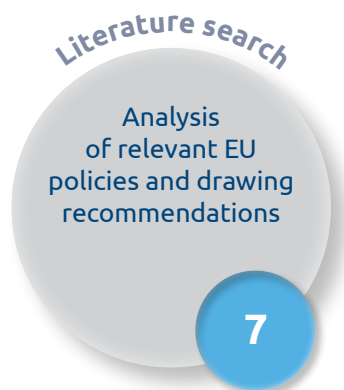 Literature search
Analysis
of relevant EU
policies and drawing
recommendations
7